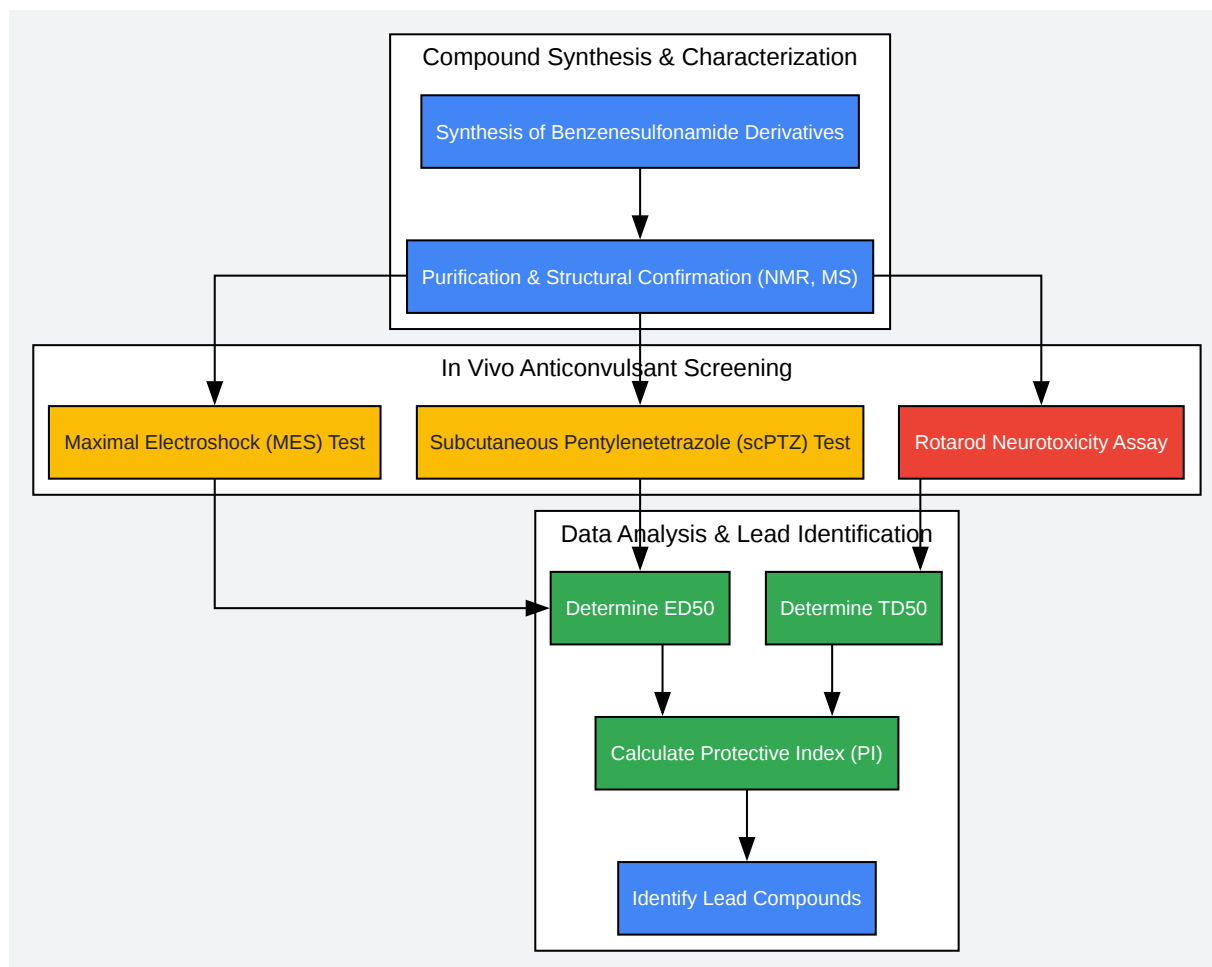 Compound Synthesis & Characterization
Synthesis of Benzenesulfonamide Derivatives
Purification & Structural Confirmation (NMR, MS)
In Vivo Anticonvulsant Screening
Maximal Electroshock (MES) Test
Subcutaneous Pentylenetetrazole (scPTZ) Test
Rotarod Neurotoxicity Assay
Data Analysis & Lead Identification
Determine ED50
Determine TD50
Calculate Protective Index (PI)
Identify Lead Compounds